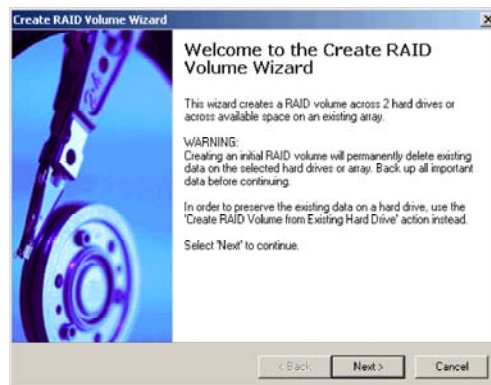 Create RAID Volume Wizard
Welcome to the Create RAID
Volume Wizard
This wizard creates a RAID volume across 2 hard drives or
across available space on an existing array.
WARNING:
Creating an initial RAID volume will permanently delete existing
data on the selected hard drives or array. Back up all important
data before continuing.
In order to preserve the existing data on a hard drive, use the
'Create RAID Volume from Existing Hard Drive' action instead.
Select 'Next' to continue.
< Back
Next >
Cancel